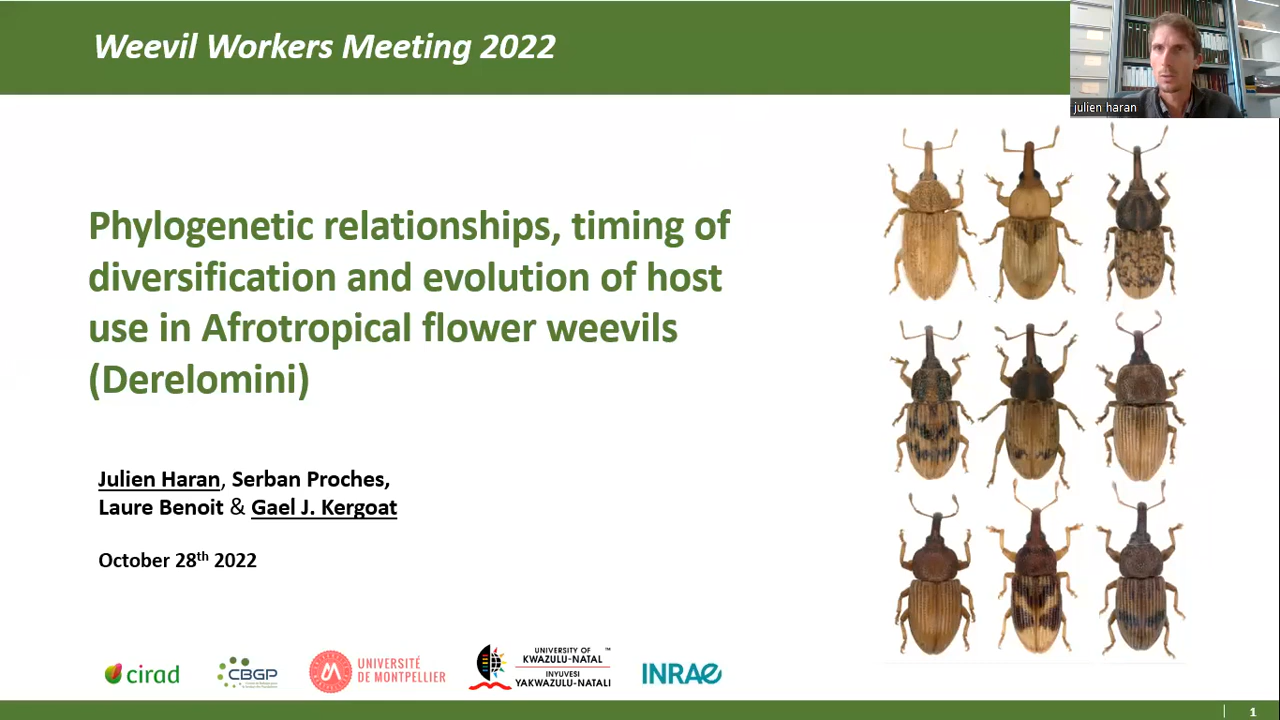 Weevil Workers Meeting 2022
julien haran
Phylogenetic relationships, timing of
diversification and evolution of host
use in Afrotropical flower weevils
(Derelomini)
Julien Haran, Serban Proches,
Laure Benoit & Gael J. Kergoat
October 28th 2022
cirad
CBGP
UNIVERSITÉ
DE MONTPELLIER
UNIVERSITY OF ™
KWAZULU-NATAL
INYUVESI
YAKWAZULU-NATALI
INRAE
1